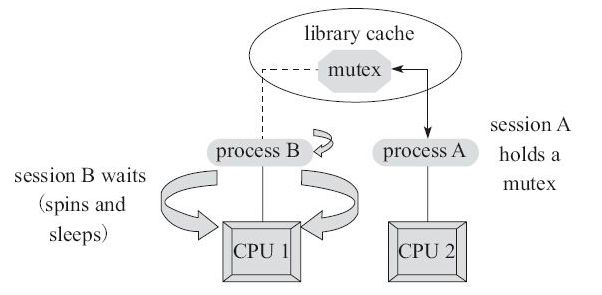 library cache
mutex
process B
process A
session A
holds a
mutex
session B waits
(spins and
sleeps)
CPU 1
CPU 2